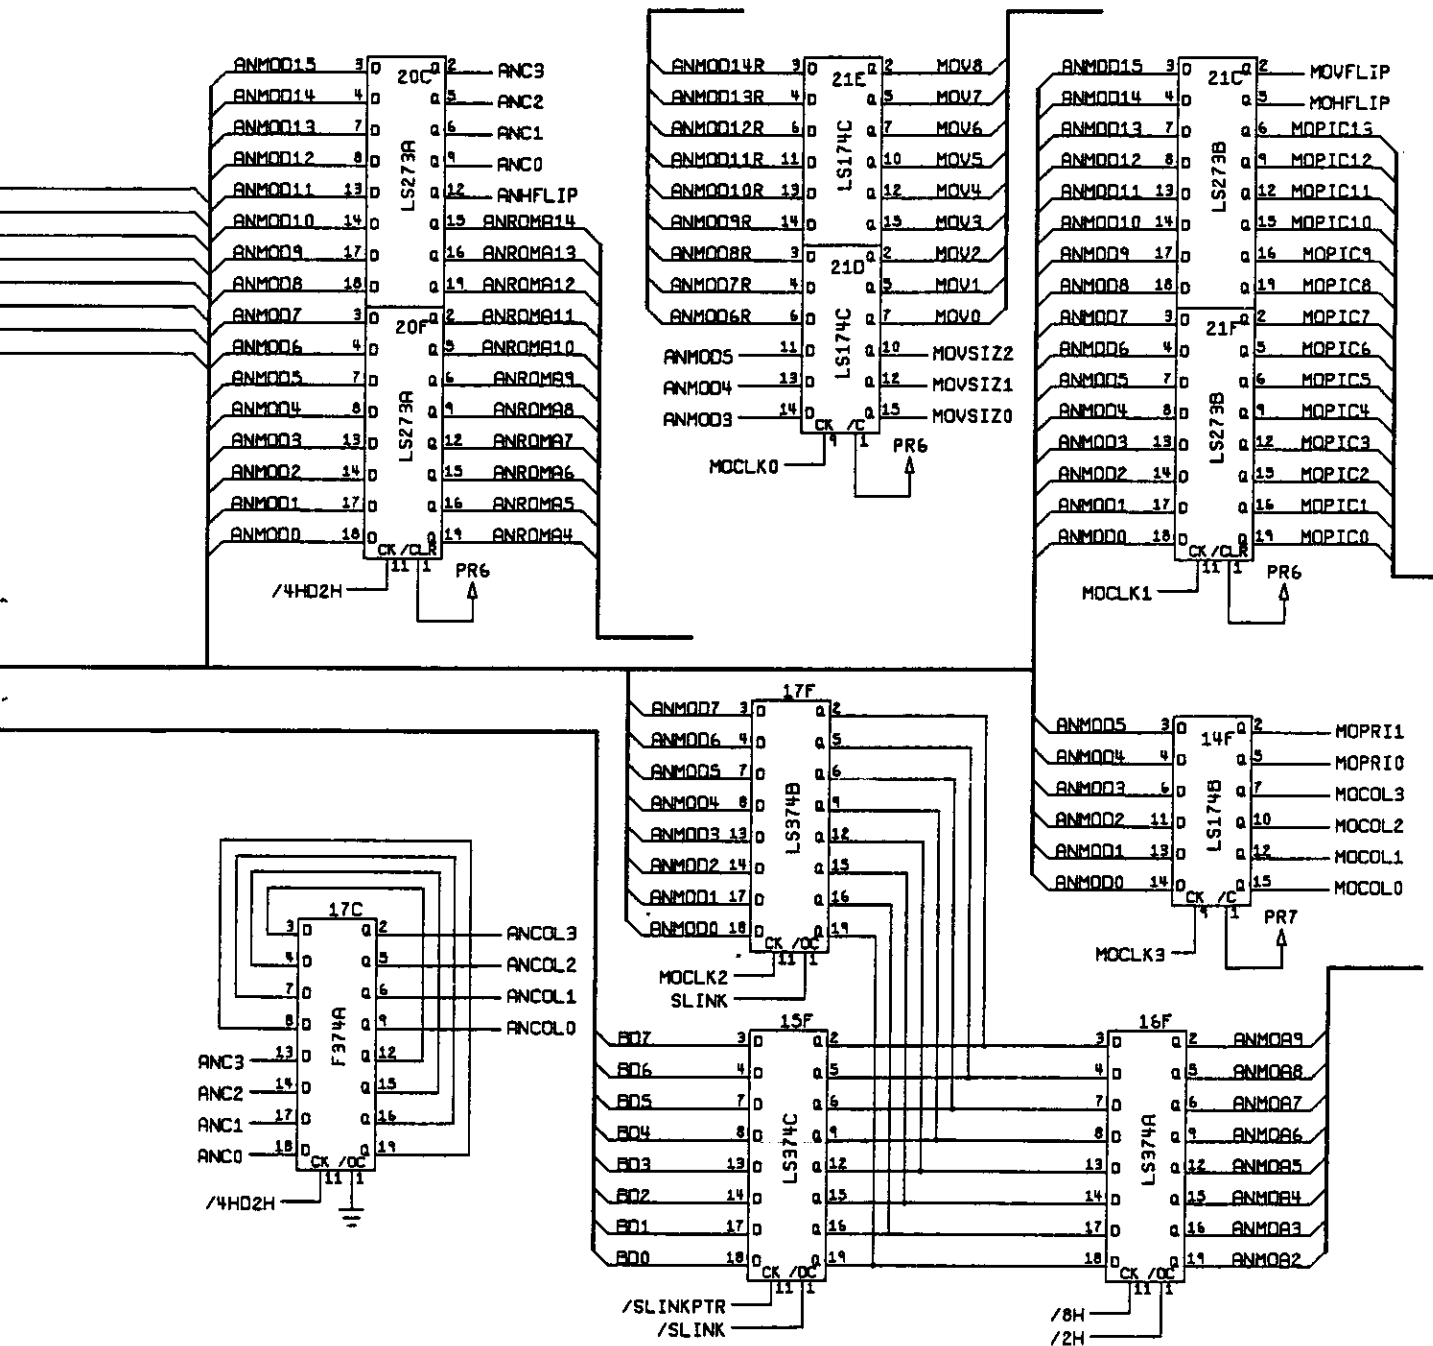 ANMOD15 3 D 20C Q 2 ANC3
ANMOD14 4 D Q 5 ANC2
ANMOD13 7 D Q 6 ANC1
ANMOD12 8 D Q 9 ANC0
ANMOD11 13 D Q 12 ANHFLIP
ANMOD10 14 D Q 15 ANROMA14
ANMOD9 17 D Q 16 ANROMA13
ANMOD8 18 D Q 19 ANROMA12
LS273A
ANMOD7 3 D 20F Q 2 ANROMA11
ANMOD6 4 D Q 5 ANROMA10
ANMOD5 7 D Q 6 ANROMA9
ANMOD4 8 D Q 9 ANROMA8
ANMOD3 13 D Q 12 ANROMA7
ANMOD2 14 D Q 15 ANROMA6
ANMOD1 17 D Q 16 ANROMA5
ANMOD0 18 D Q 19 ANROMA4
LS273A
CK /CLR
11 1 PR6
/4HD2H
ANMOD14R 3 D 21E Q 2 MOV8
ANMOD13R 4 D Q 5 MOV7
ANMOD12R 6 D Q 7 MOV6
ANMOD11R 11 D Q 10 MOV5
ANMOD10R 13 D Q 12 MOV4
ANMOD9R 14 D Q 15 MOV3
LS174C
ANMOD8R 3 D 21D Q 2 MOV2
ANMOD7R 4 D Q 5 MOV1
ANMOD6R 6 D Q 7 MOV0
ANMOD5 11 D Q 10 MOVSIZ2
ANMOD4 13 D Q 12 MOVSIZ1
ANMOD3 14 D Q 15 MOVSIZ0
LS174C
CK /C
9 1 PR6
MOCLK0
ANMOD15 3 D 21C Q 2 MOVFLIP
ANMOD14 4 D Q 5 MOHFLIP
ANMOD13 7 D Q 6 MOPIC13
ANMOD12 8 D Q 9 MOPIC12
ANMOD11 13 D Q 12 MOPIC11
ANMOD10 14 D Q 15 MOPIC10
ANMOD9 17 D Q 16 MOPIC9
ANMOD8 18 D Q 19 MOPIC8
LS273B
ANMOD7 3 D 21F Q 2 MOPIC7
ANMOD6 4 D Q 5 MOPIC6
ANMOD5 7 D Q 6 MOPIC5
ANMOD4 8 D Q 9 MOPIC4
ANMOD3 13 D Q 12 MOPIC3
ANMOD2 14 D Q 15 MOPIC2
ANMOD1 17 D Q 16 MOPIC1
ANMOD0 18 D Q 19 MOPIC0
LS273B
CK /CLR
11 1 PR6
MOCLK1
17F
ANMOD7 3 D Q 2
ANMOD6 4 D Q 5
ANMOD5 7 D Q 6
ANMOD4 8 D Q 9
ANMOD3 13 D Q 12
ANMOD2 14 D Q 15
ANMOD1 17 D Q 16
ANMOD0 18 D Q 19
LS374B
CK /OC
11 1
MOCLK2
SLINK
ANMOD5 3 D 14F Q 2 MOPRI1
ANMOD4 4 D Q 5 MOPRI0
ANMOD3 6 D Q 7 MOCOL3
ANMOD2 11 D Q 10 MOCOL2
ANMOD1 13 D Q 12 MOCOL1
ANMOD0 14 D Q 15 MOCOL0
LS174B
CK /C
9 1 PR7
MOCLK3
17C
3 D Q 2 ANCOL3
4 D Q 5 ANCOL2
7 D Q 6 ANCOL1
8 D Q 9 ANCOL0
ANC3 13 D Q 12
ANC2 14 D Q 15
ANC1 17 D Q 16
ANC0 18 D Q 19
F374A
CK /OC
11 1
/4HD2H
15F
BD7 3 D Q 2
BD6 4 D Q 5
BD5 7 D Q 6
BD4 8 D Q 9
BD3 13 D Q 12
BD2 14 D Q 15
BD1 17 D Q 16
BD0 18 D Q 19
LS374C
CK /OC
11 1
/SLINKPTR
/SLINK
16F
3 D Q 2 ANMOA9
4 D Q 5 ANMOA8
7 D Q 6 ANMOA7
8 D Q 9 ANMOA6
13 D Q 12 ANMOA5
14 D Q 15 ANMOA4
17 D Q 16 ANMOA3
18 D Q 19 ANMOA2
LS374A
CK /OC
11 1
/8H
/2H